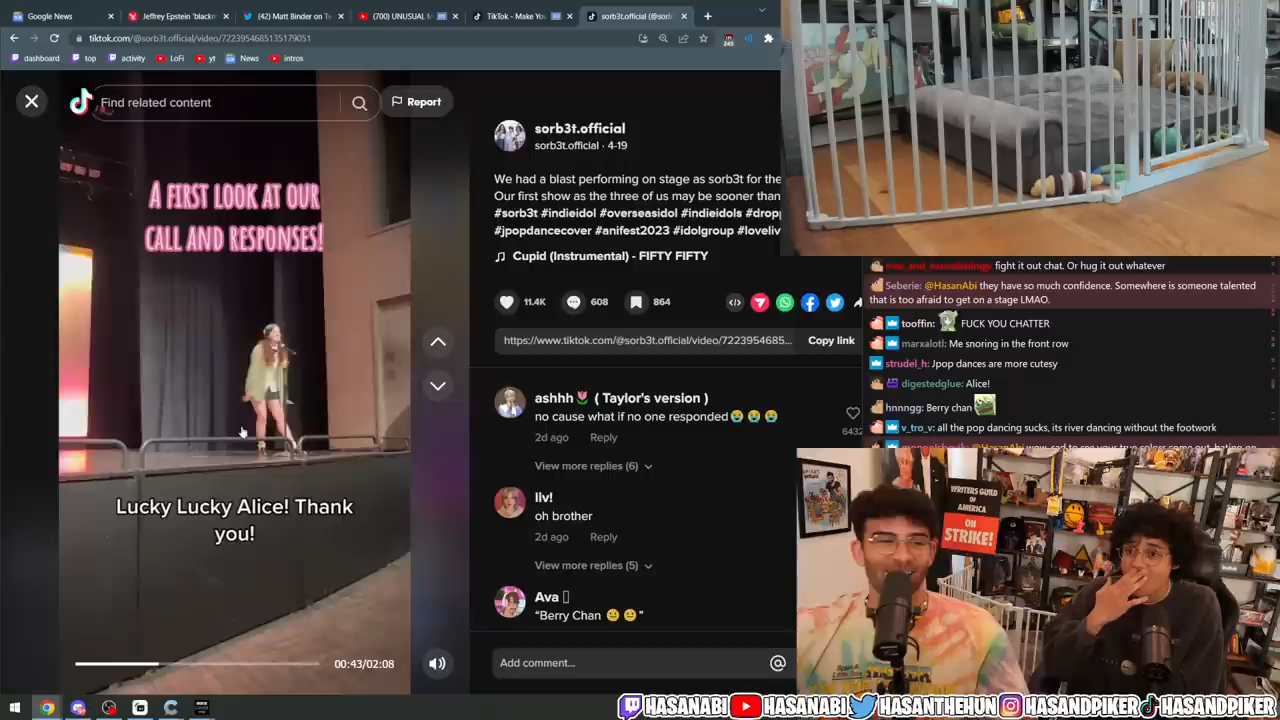 Google News
Jeffrey Epstein 'blackm
(42) Matt Binder on Tw
(700) UNUSUAL M
TikTok - Make You
sorb3t.official (@sorb
tiktok.com/@sorb3t.official/video/7223954685135179051
245
dashboard
top
activity
LoFi
yt
News
intros
Find related content
Report
A FIRST LOOK AT OUR
CALL AND RESPONSES!
Lucky Lucky Alice! Thank
you!
00:43/02:08
sorb3t.official
sorb3t.official · 4-19
We had a blast performing on stage as sorb3t for the
Our first show as the three of us may be sooner than
#sorb3t #indieidol #overseasidol #indieidols #dropp
#jpopdancecover #anifest2023 #idolgroup #loveliv
Cupid (Instrumental) - FIFTY FIFTY
11.4K
608
864
https://www.tiktok.com/@sorb3t.official/video/7223954685...
Copy link
ashhh🌷 ( Taylor's version )
no cause what if no one responded😭 😭 😭
2d ago Reply
6432
View more replies (6)
liv!
oh brother
2d ago Reply
View more replies (5)
Ava
“Berry Chan 😐 😐”
Add comment...
fight it out chat. Or hug it out whatever
Seberie: @HasanAbi they have so much confidence. Somewhere is someone talented
that is too afraid to get on a stage LMAO.
tooffin: FUCK YOU CHATTER
marxalotl: Me snoring in the front row
strudel_h: Jpop dances are more cutesy
digestedglue: Alice!
hnnngg: Berry chan
v_tro_v: all the pop dancing sucks, its river dancing without the footwork
WRITERS GUILD
OF
AMERICA
ON
STRIKE!
HASANABI
HASANABI
HASANTHEHUN
HASANDPIKER
HASANDPIKER